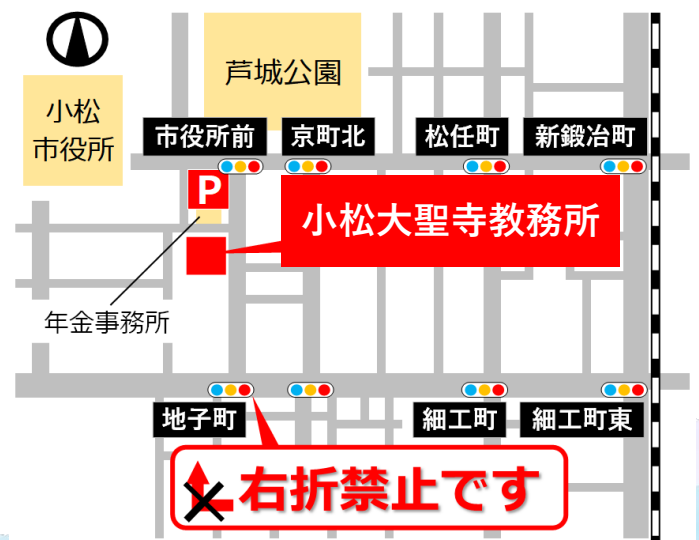 芦城公園
小松
市役所
市役所前
京町北
松任町
新鍛冶町
P
小松大聖寺教務所
年金事務所
地子町
細工町
細工町東
右折禁止です